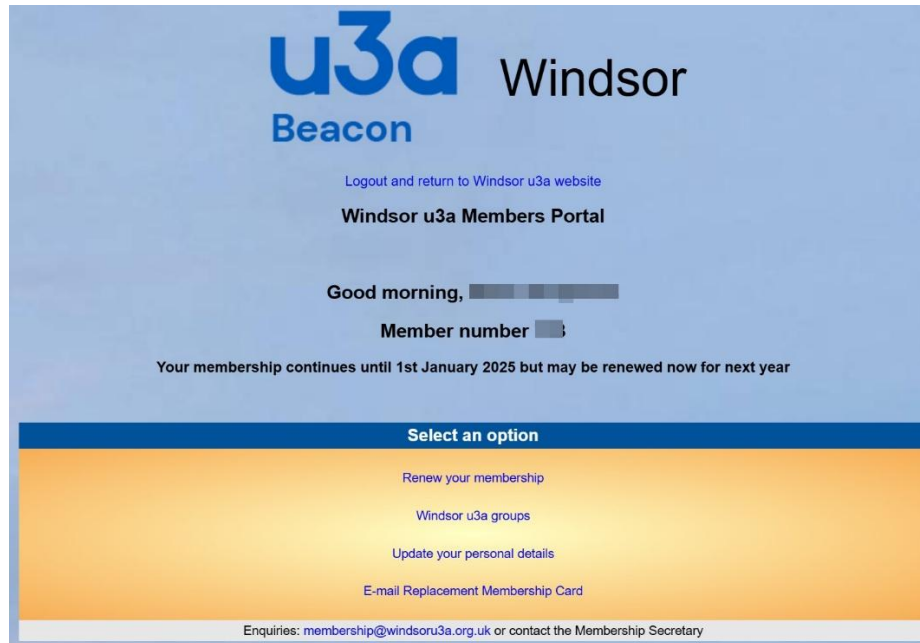 u3a Windsor
Beacon
Logout and return to Windsor u3a website
Windsor u3a Members Portal
Good morning,
Member number
Your membership continues until 1st January 2025 but may be renewed now for next year
Select an option
Renew your membership
Windsor u3a groups
Update your personal details
E-mail Replacement Membership Card
Enquiries: membership@windsoru3a.org.uk or contact the Membership Secretary